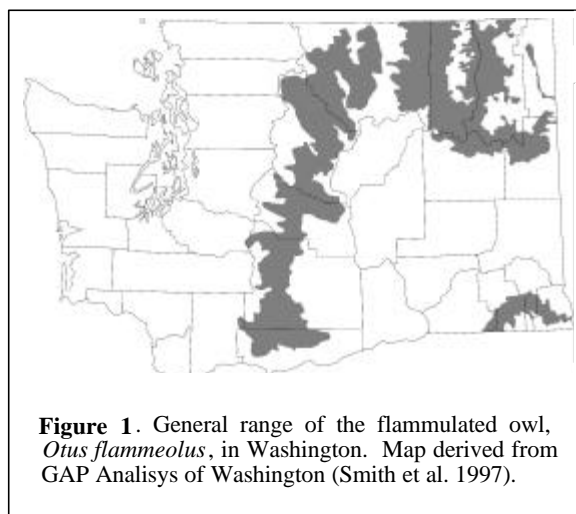 Figure 1. General range of the flammulated owl,
Otus flammeolus, in Washington. Map derived from
GAP Analisys of Washington (Smith et al. 1997).